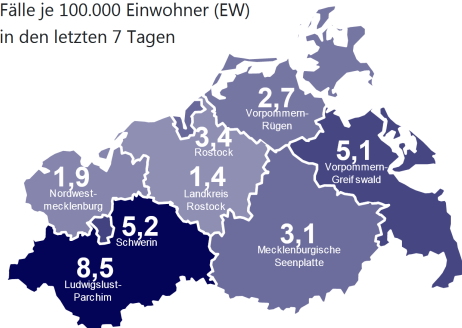 Fälle je 100.000 Einwohner (EW)
in den letzten 7 Tagen
2,7
Vorpommern-
Rügen
3,4
Rostock
5,1
Vorpommern-
Greifswald
1,9
Nordwest-
mecklenburg
1,4
Landkreis
Rostock
5,2
Schwerin
3,1
Mecklenburgische
Seenplatte
8,5
Ludwigslust-
Parchim